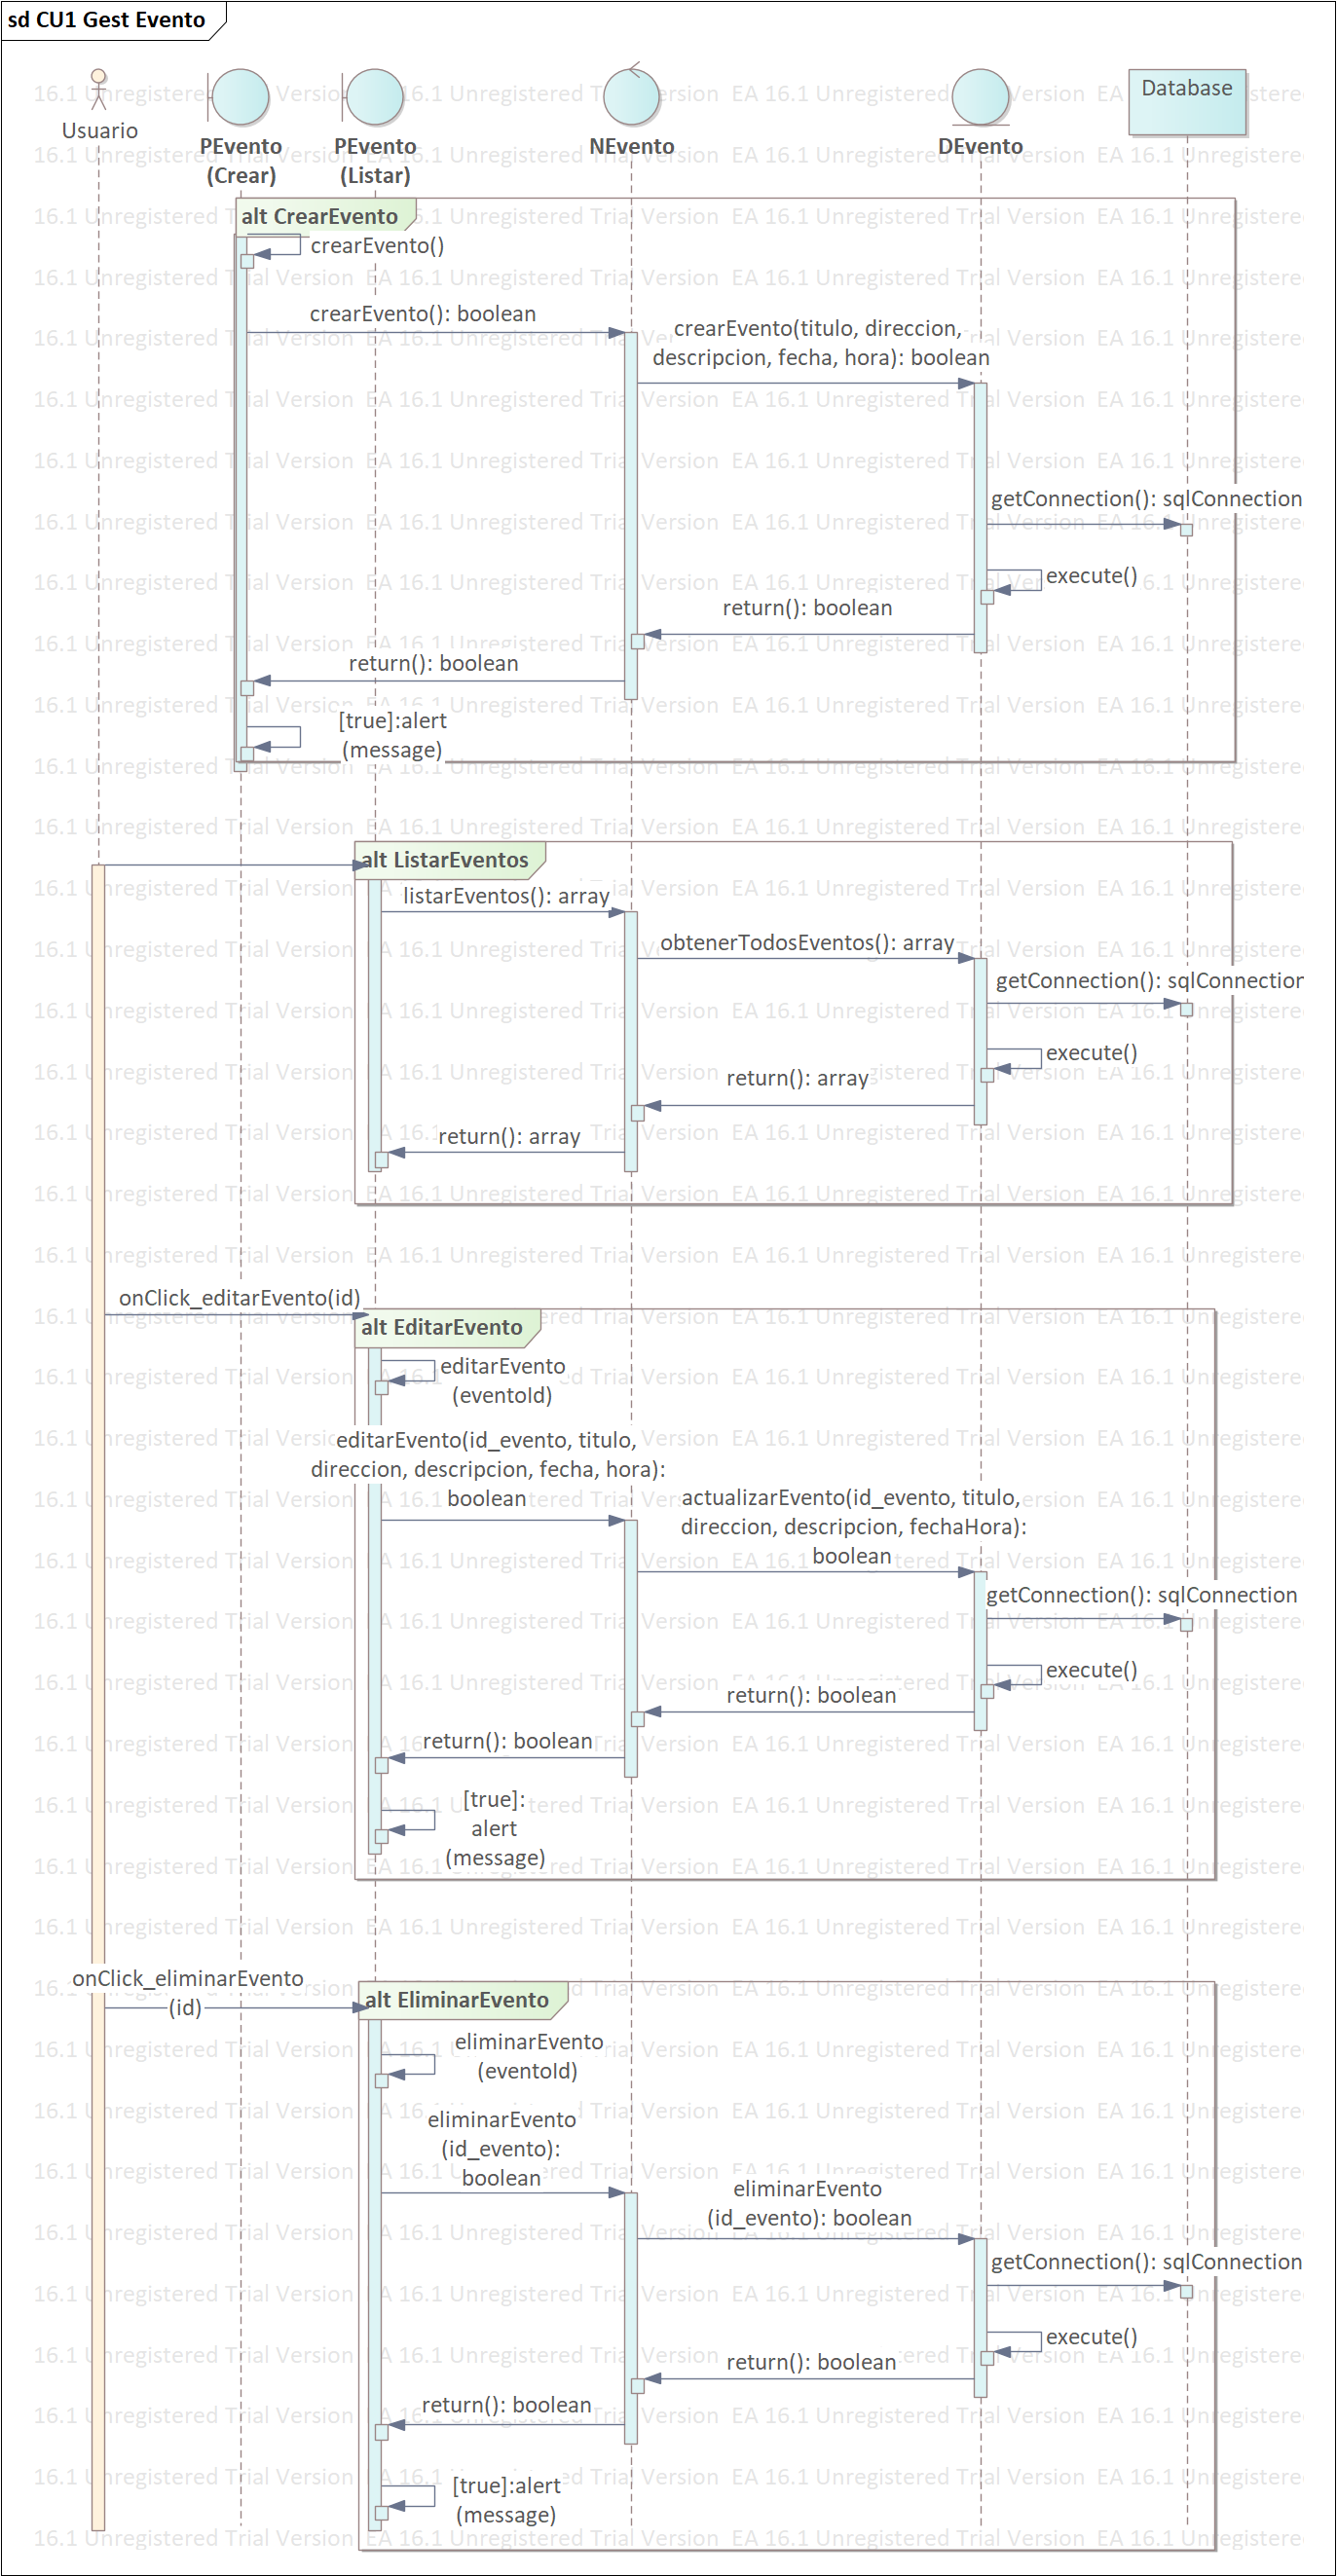 sd CU1 Gest Evento
Usuario
PEvento
(Crear)
PEvento
(Listar)
NEvento
DEvento
Database
alt CrearEvento
crearEvento()
crearEvento(): boolean
crearEvento(titulo, direccion,
descripcion, fecha, hora): boolean
getConnection(): sqlConnection
execute()
return(): boolean
return(): boolean
[true]:alert
(message)
alt ListarEventos
listarEventos(): array
obtenerTodosEventos(): array
getConnection(): sqlConnection
execute()
return(): array
return(): array
onClick_editarEvento(id)
alt EditarEvento
editarEvento
(eventoId)
editarEvento(id_evento, titulo,
direccion, descripcion, fecha, hora):
boolean
actualizarEvento(id_evento, titulo,
direccion, descripcion, fechaHora):
boolean
getConnection(): sqlConnection
execute()
return(): boolean
return(): boolean
[true]:
alert
(message)
onClick_eliminarEvento
(id)
alt EliminarEvento
eliminarEvento
(eventoId)
eliminarEvento
(id_evento):
boolean
eliminarEvento
(id_evento): boolean
getConnection(): sqlConnection
execute()
return(): boolean
return(): boolean
[true]:alert
(message)